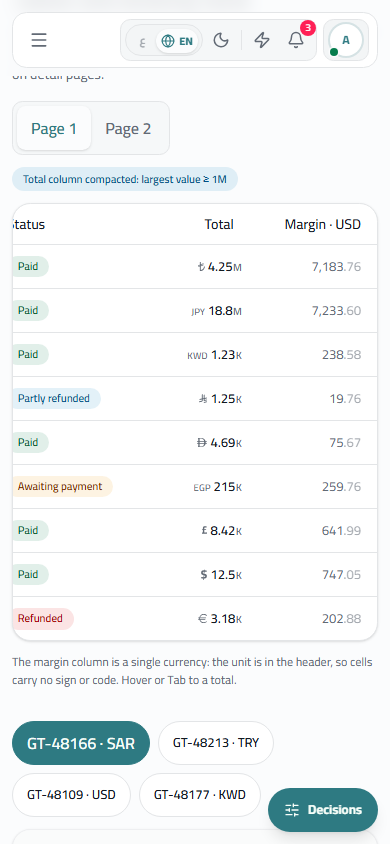 ع EN 3 A
on detail pages.
Page 1 Page 2
Total column compacted: largest value ≥ 1M
Status Total Margin · USD
Paid ₺ 4.25M 7,183.76
Paid JPY 18.8M 7,233.60
Paid KWD 1.23K 238.58
Partly refunded 1.25K 19.76
Paid 4.69K 75.67
Awaiting payment EGP 215K 259.76
Paid £ 8.42K 641.99
Paid $ 12.5K 747.05
Refunded € 3.18K 202.88
The margin column is a single currency: the unit is in the header, so cells
carry no sign or code. Hover or Tab to a total.
GT-48166 · SAR GT-48213 · TRY
GT-48109 · USD GT-48177 · KWD
Decisions